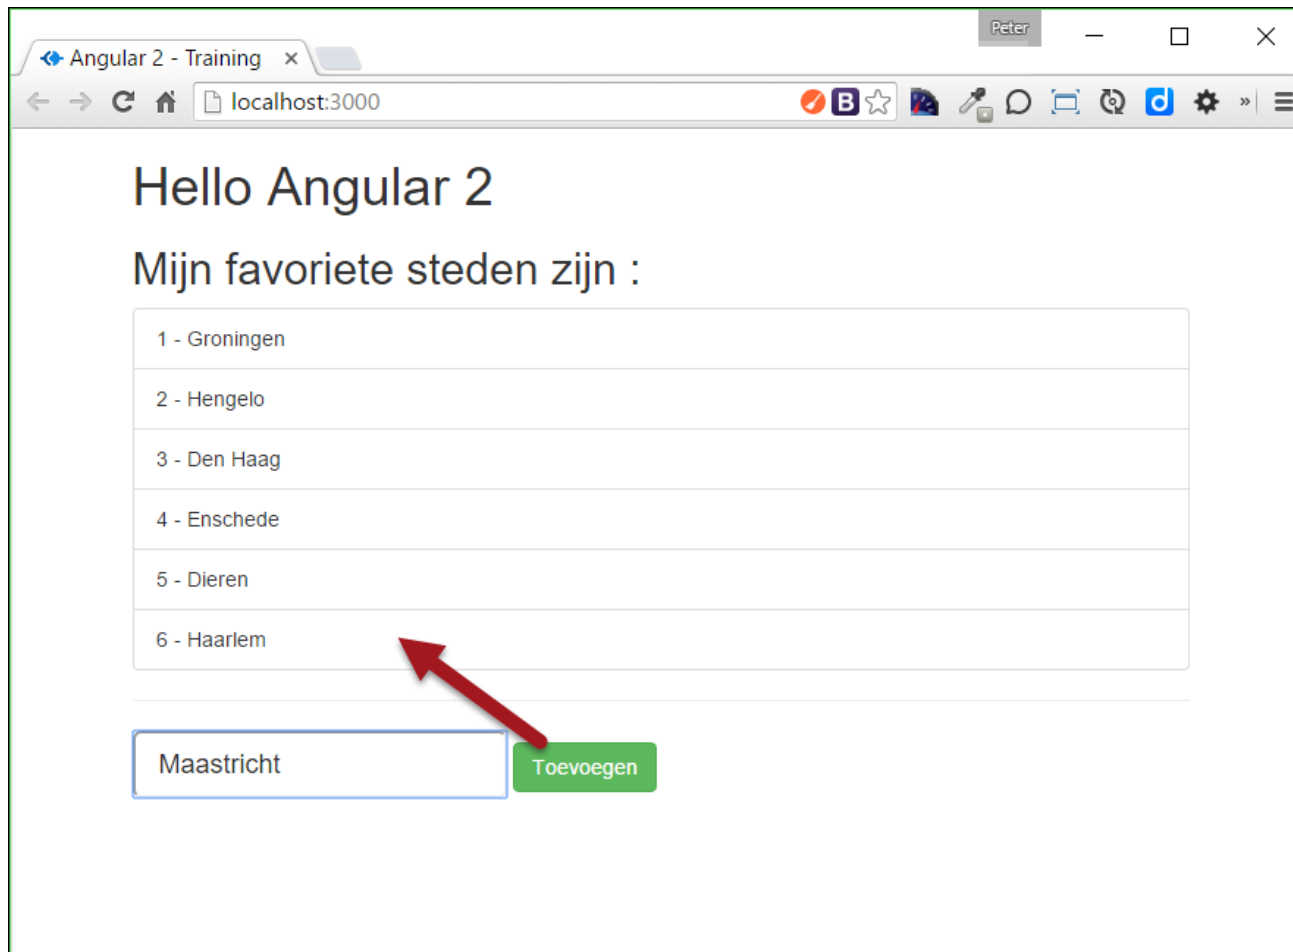 Peter
Angular 2 - Training
localhost:3000
Hello Angular 2
Mijn favoriete steden zijn :
1 - Groningen
2 - Hengelo
3 - Den Haag
4 - Enschede
5 - Dieren
6 - Haarlem
Maastricht
Toevoegen